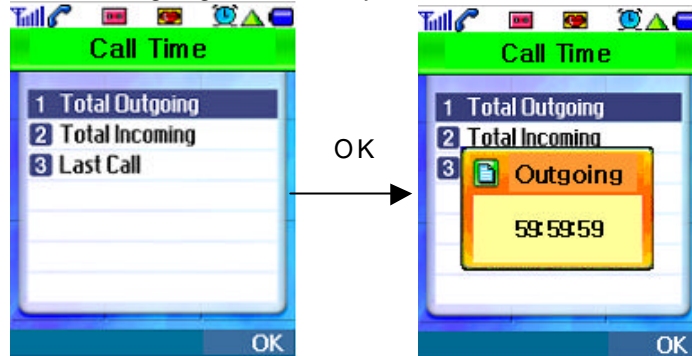 Call Time
1 Total Outgoing
2 Total Incoming
3 Last Call
OK
OK
Call Time
1 Total Outgoing
2 Total Incoming
3
Outgoing
59:59:59
OK